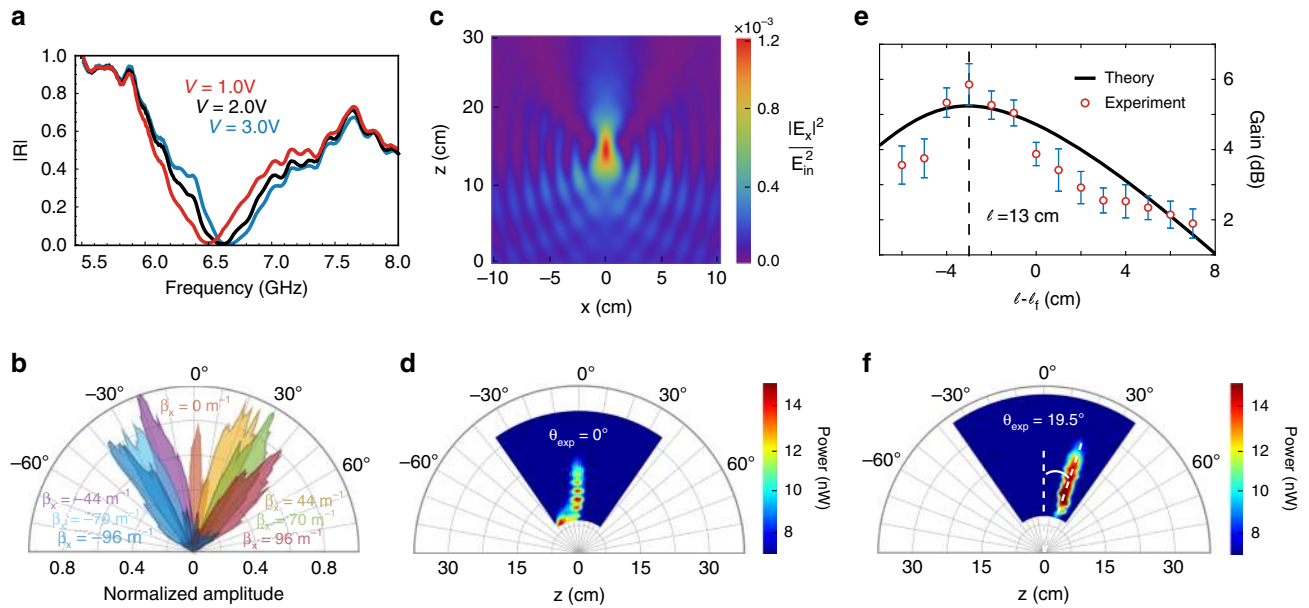 a
1.0
0.8
0.6
0.4
0.2
0.0
|R|
V = 1.0V
V = 2.0V
V = 3.0V
5.5
6.0
6.5
7.0
7.5
8.0
Frequency (GHz)
b
0°
−30°
30°
−60°
60°
βx = 0 m⁻¹
βx = −44 m⁻¹
βx = −70 m⁻¹
βx = −96 m⁻¹
βx = 44 m⁻¹
βx = 70 m⁻¹
βx = 96 m⁻¹
0.8
0.4
0
0.4
0.8
Normalized amplitude
c
30
20
10
0
z (cm)
−10
−5
0
5
10
x (cm)
×10⁻³
1.2
0.8
0.4
0.0
|Ex|²
E²in
d
0°
−30°
30°
−60°
60°
θexp = 0°
30
15
0
15
30
z (cm)
14
12
10
8
Power (nW)
e
Theory
Experiment
ℓ =13 cm
6
4
2
Gain (dB)
−4
0
4
8
ℓ-ℓf (cm)
f
0°
−30°
30°
−60°
60°
θexp = 19.5°
30
15
0
15
30
z (cm)
14
12
10
8
Power (nW)